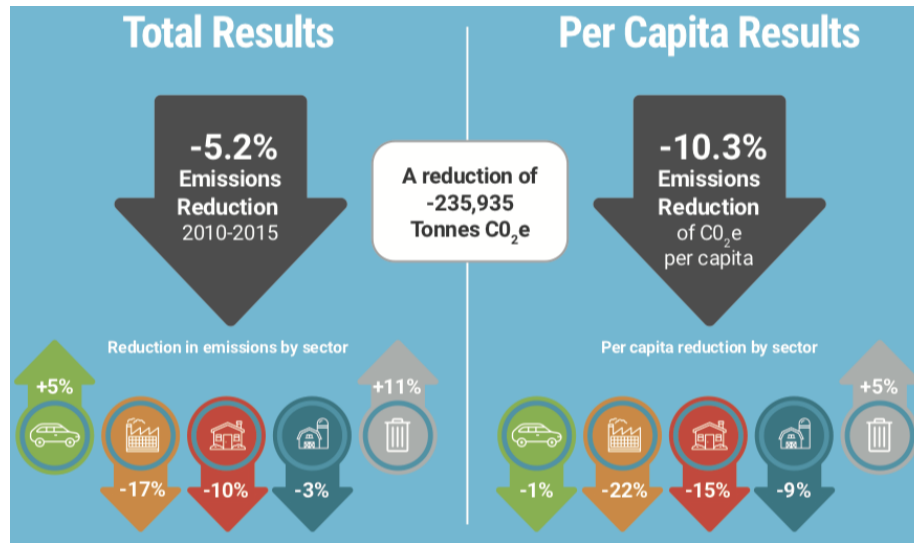 Total Results
-5.2%
Emissions
Reduction
2010-2015
Reduction in emissions by sector
+5%
-17%
-10%
-3%
+11%
A reduction of
-235,935
Tonnes C0₂e
Per Capita Results
-10.3%
Emissions
Reduction
of C0₂e
per capita
Per capita reduction by sector
-1%
-22%
-15%
-9%
+5%